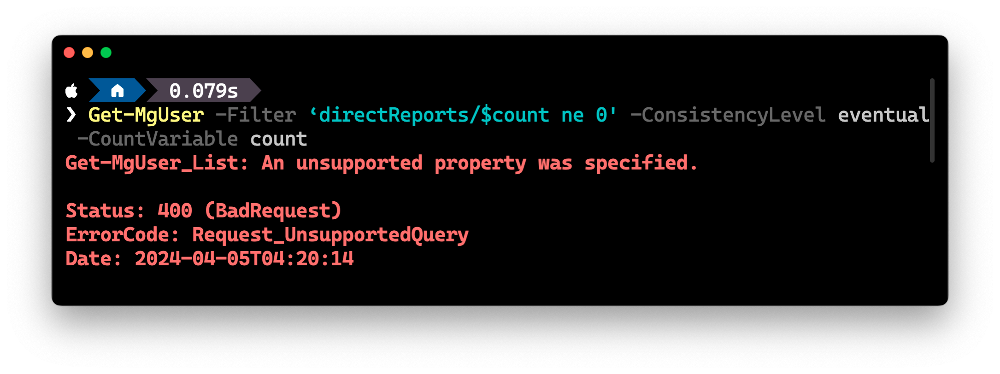 0.079s
❯ Get-MgUser -Filter ‘directReports/$count ne 0' -ConsistencyLevel eventual
-CountVariable count
Get-MgUser_List: An unsupported property was specified.
Status: 400 (BadRequest)
ErrorCode: Request_UnsupportedQuery
Date: 2024-04-05T04:20:14